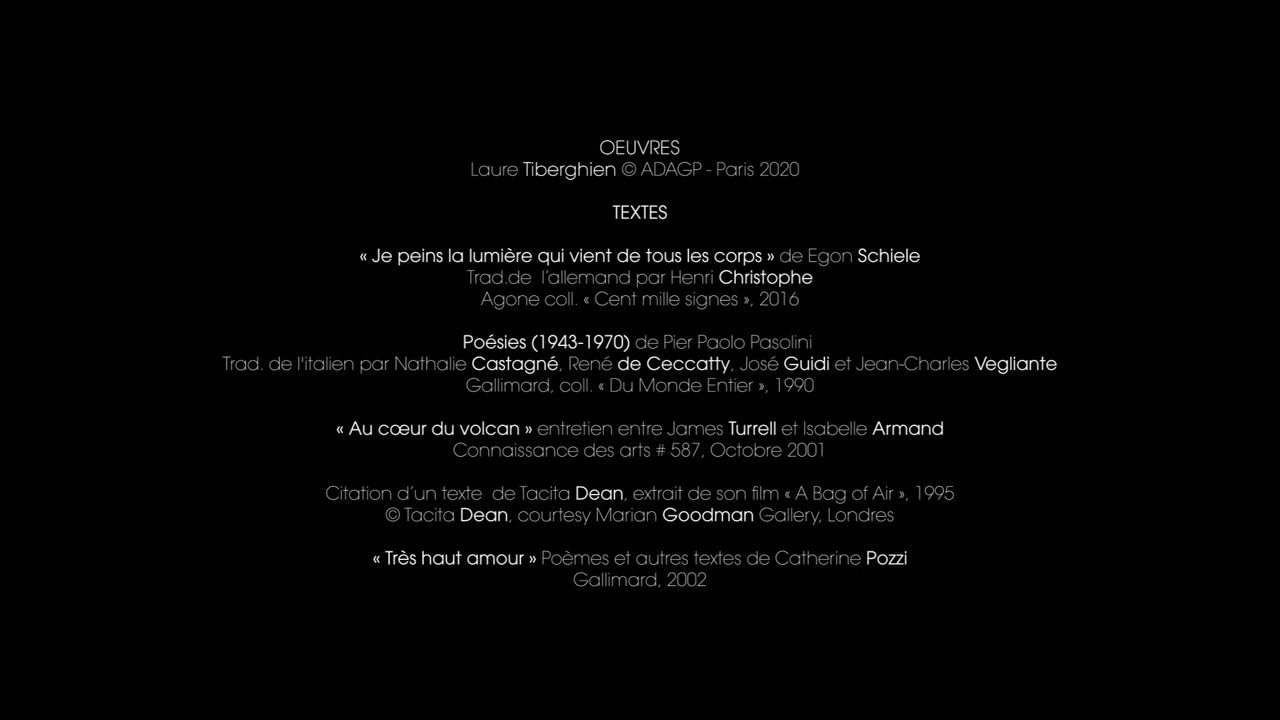 OEUVRES
Laure Tiberghien © ADAGP - Paris 2020
TEXTES
« Je peins la lumière qui vient de tous les corps » de Egon Schiele
Trad.de  l'allemand par Henri Christophe
Agone coll. « Cent mille signes », 2016
Poésies (1943-1970) de Pier Paolo Pasolini
Trad. de l'italien par Nathalie Castagné, René de Ceccatty, José Guidi et Jean-Charles Vegliante
Gallimard, coll. « Du Monde Entier », 1990
« Au cœur du volcan » entretien entre James Turrell et Isabelle Armand
Connaissance des arts # 587, Octobre 2001
Citation d'un texte  de Tacita Dean, extrait de son film « A Bag of Air », 1995
© Tacita Dean, courtesy Marian Goodman Gallery, Londres
« Très haut amour » Poèmes et autres textes de Catherine Pozzi
Gallimard, 2002